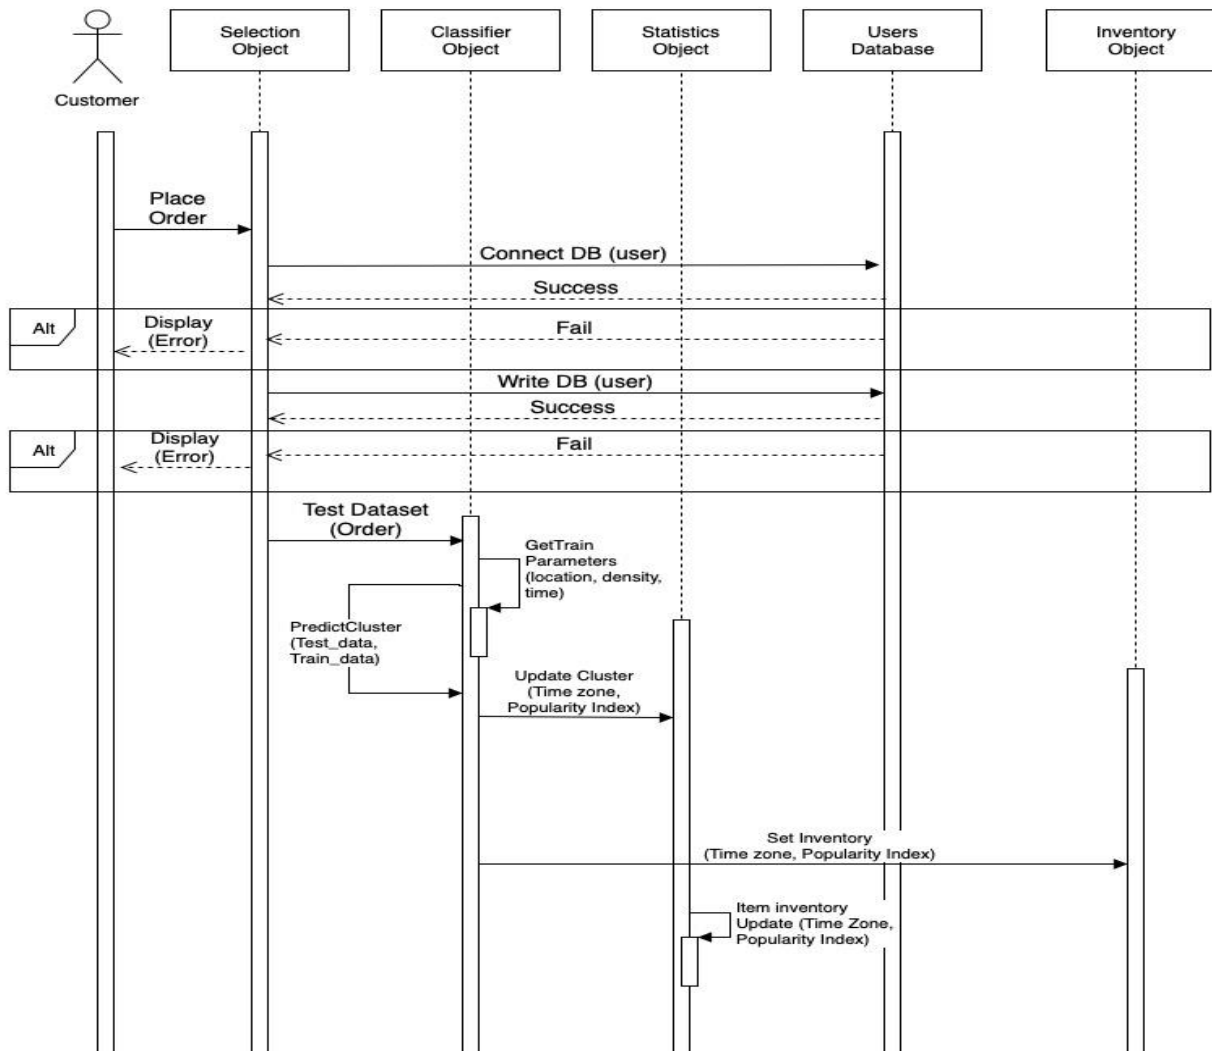 Selection
Object
Classifier
Object
Statistics
Object
Users
Database
Inventory
Object
Customer
Place
Order
Connect DB (user)
Success
Alt
Display
(Error)
Fail
Write DB (user)
Success
Alt
Display
(Error)
Fail
Test Dataset
(Order)
GetTrain
Parameters
(location, density,
time)
PredictCluster
(Test_data,
Train_data)
Update Cluster
(Time zone,
Popularity Index)
Set Inventory
(Time zone, Popularity Index)
Item inventory
Update (Time Zone,
Popularity Index)